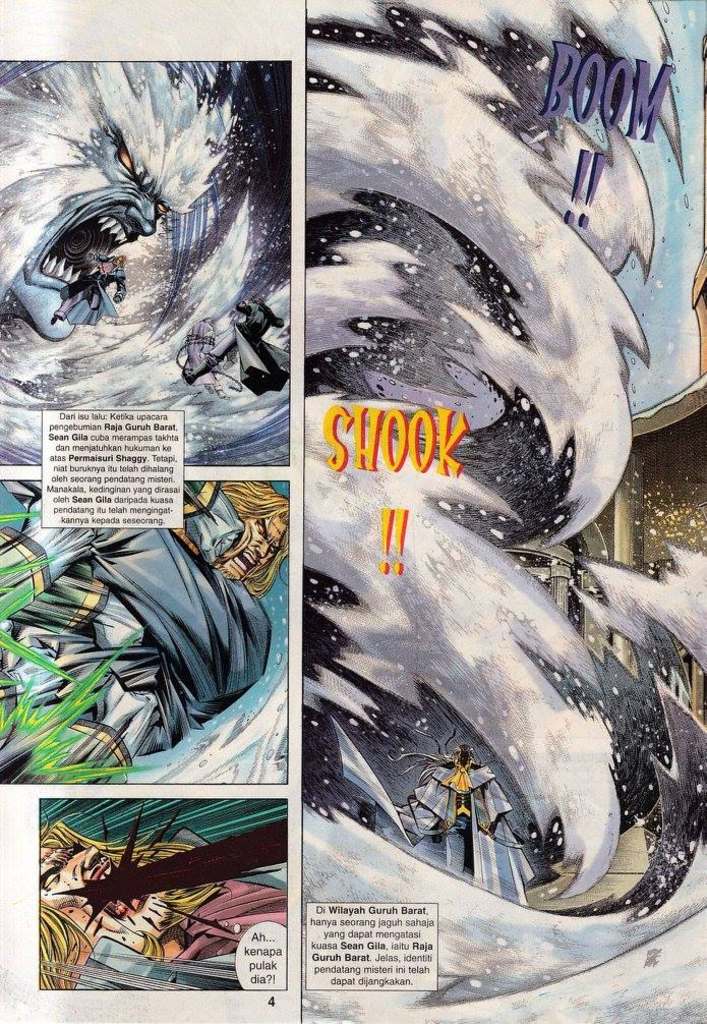 Dari isu lalu: Ketika upacara
pengebumian Raja Guruh Barat,
Sean Gila cuba merampas takhta
dan menjatuhkan hukuman ke
atas Permaisuri Shaggy. Tetapi,
niat buruknya itu telah dihalang
oleh seorang pendatang misteri.
Manakala, kedinginan yang dirasai
oleh Sean Gila daripada kuasa
pendatang itu telah mengingat-
kannya kepada seseorang.
Ah...
kenapa
pulak
dia?!
4
BOOM
!!
SHOOK
!!
Di Wilayah Guruh Barat,
hanya seorang jaguh sahaja
yang dapat mengatasi
kuasa Sean Gila, iaitu Raja
Guruh Barat. Jelas, identiti
pendatang misteri ini telah
dapat dijangkakan.